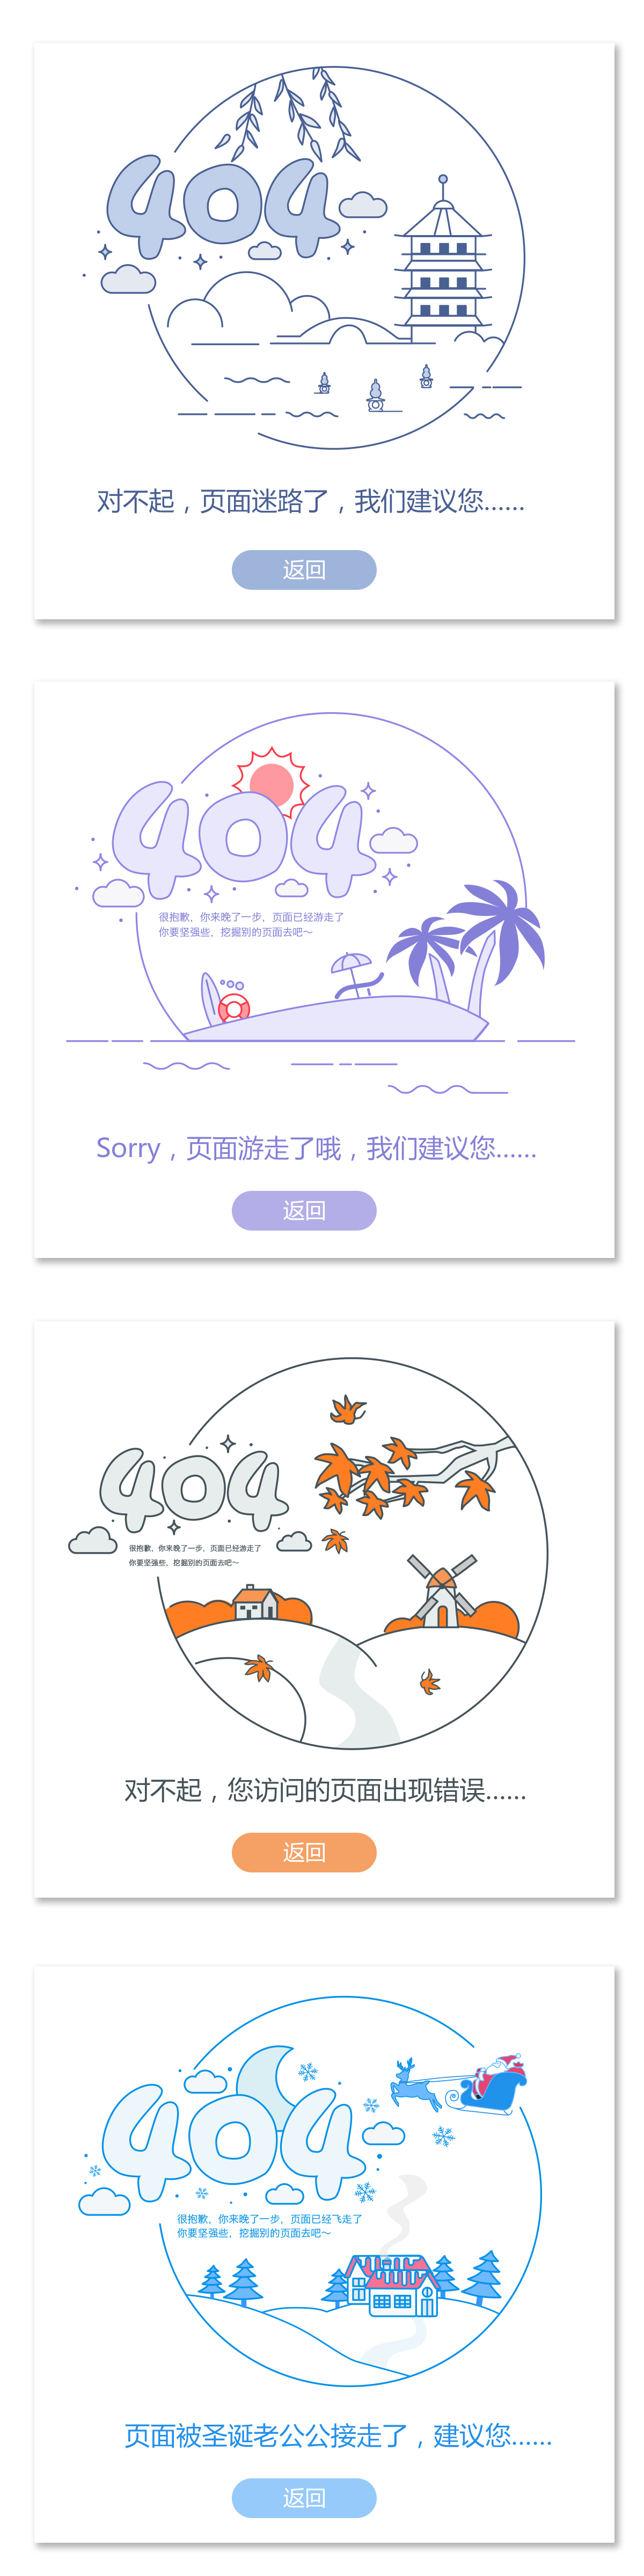 404
对不起，页面迷路了，我们建议您......
返回
404
很抱歉，你来晚了一步，页面已经游走了
你要坚强些，挖掘别的页面去吧～
Sorry，页面游走了哦，我们建议您......
返回
404
很抱歉，你来晚了一步，页面已经游走了
你要坚强些，挖掘别的页面去吧～
对不起，您访问的页面出现错误......
返回
404
很抱歉，你来晚了一步，页面已经飞走了
你要坚强些，挖掘别的页面去吧～
页面被圣诞老公公接走了，建议您......
返回